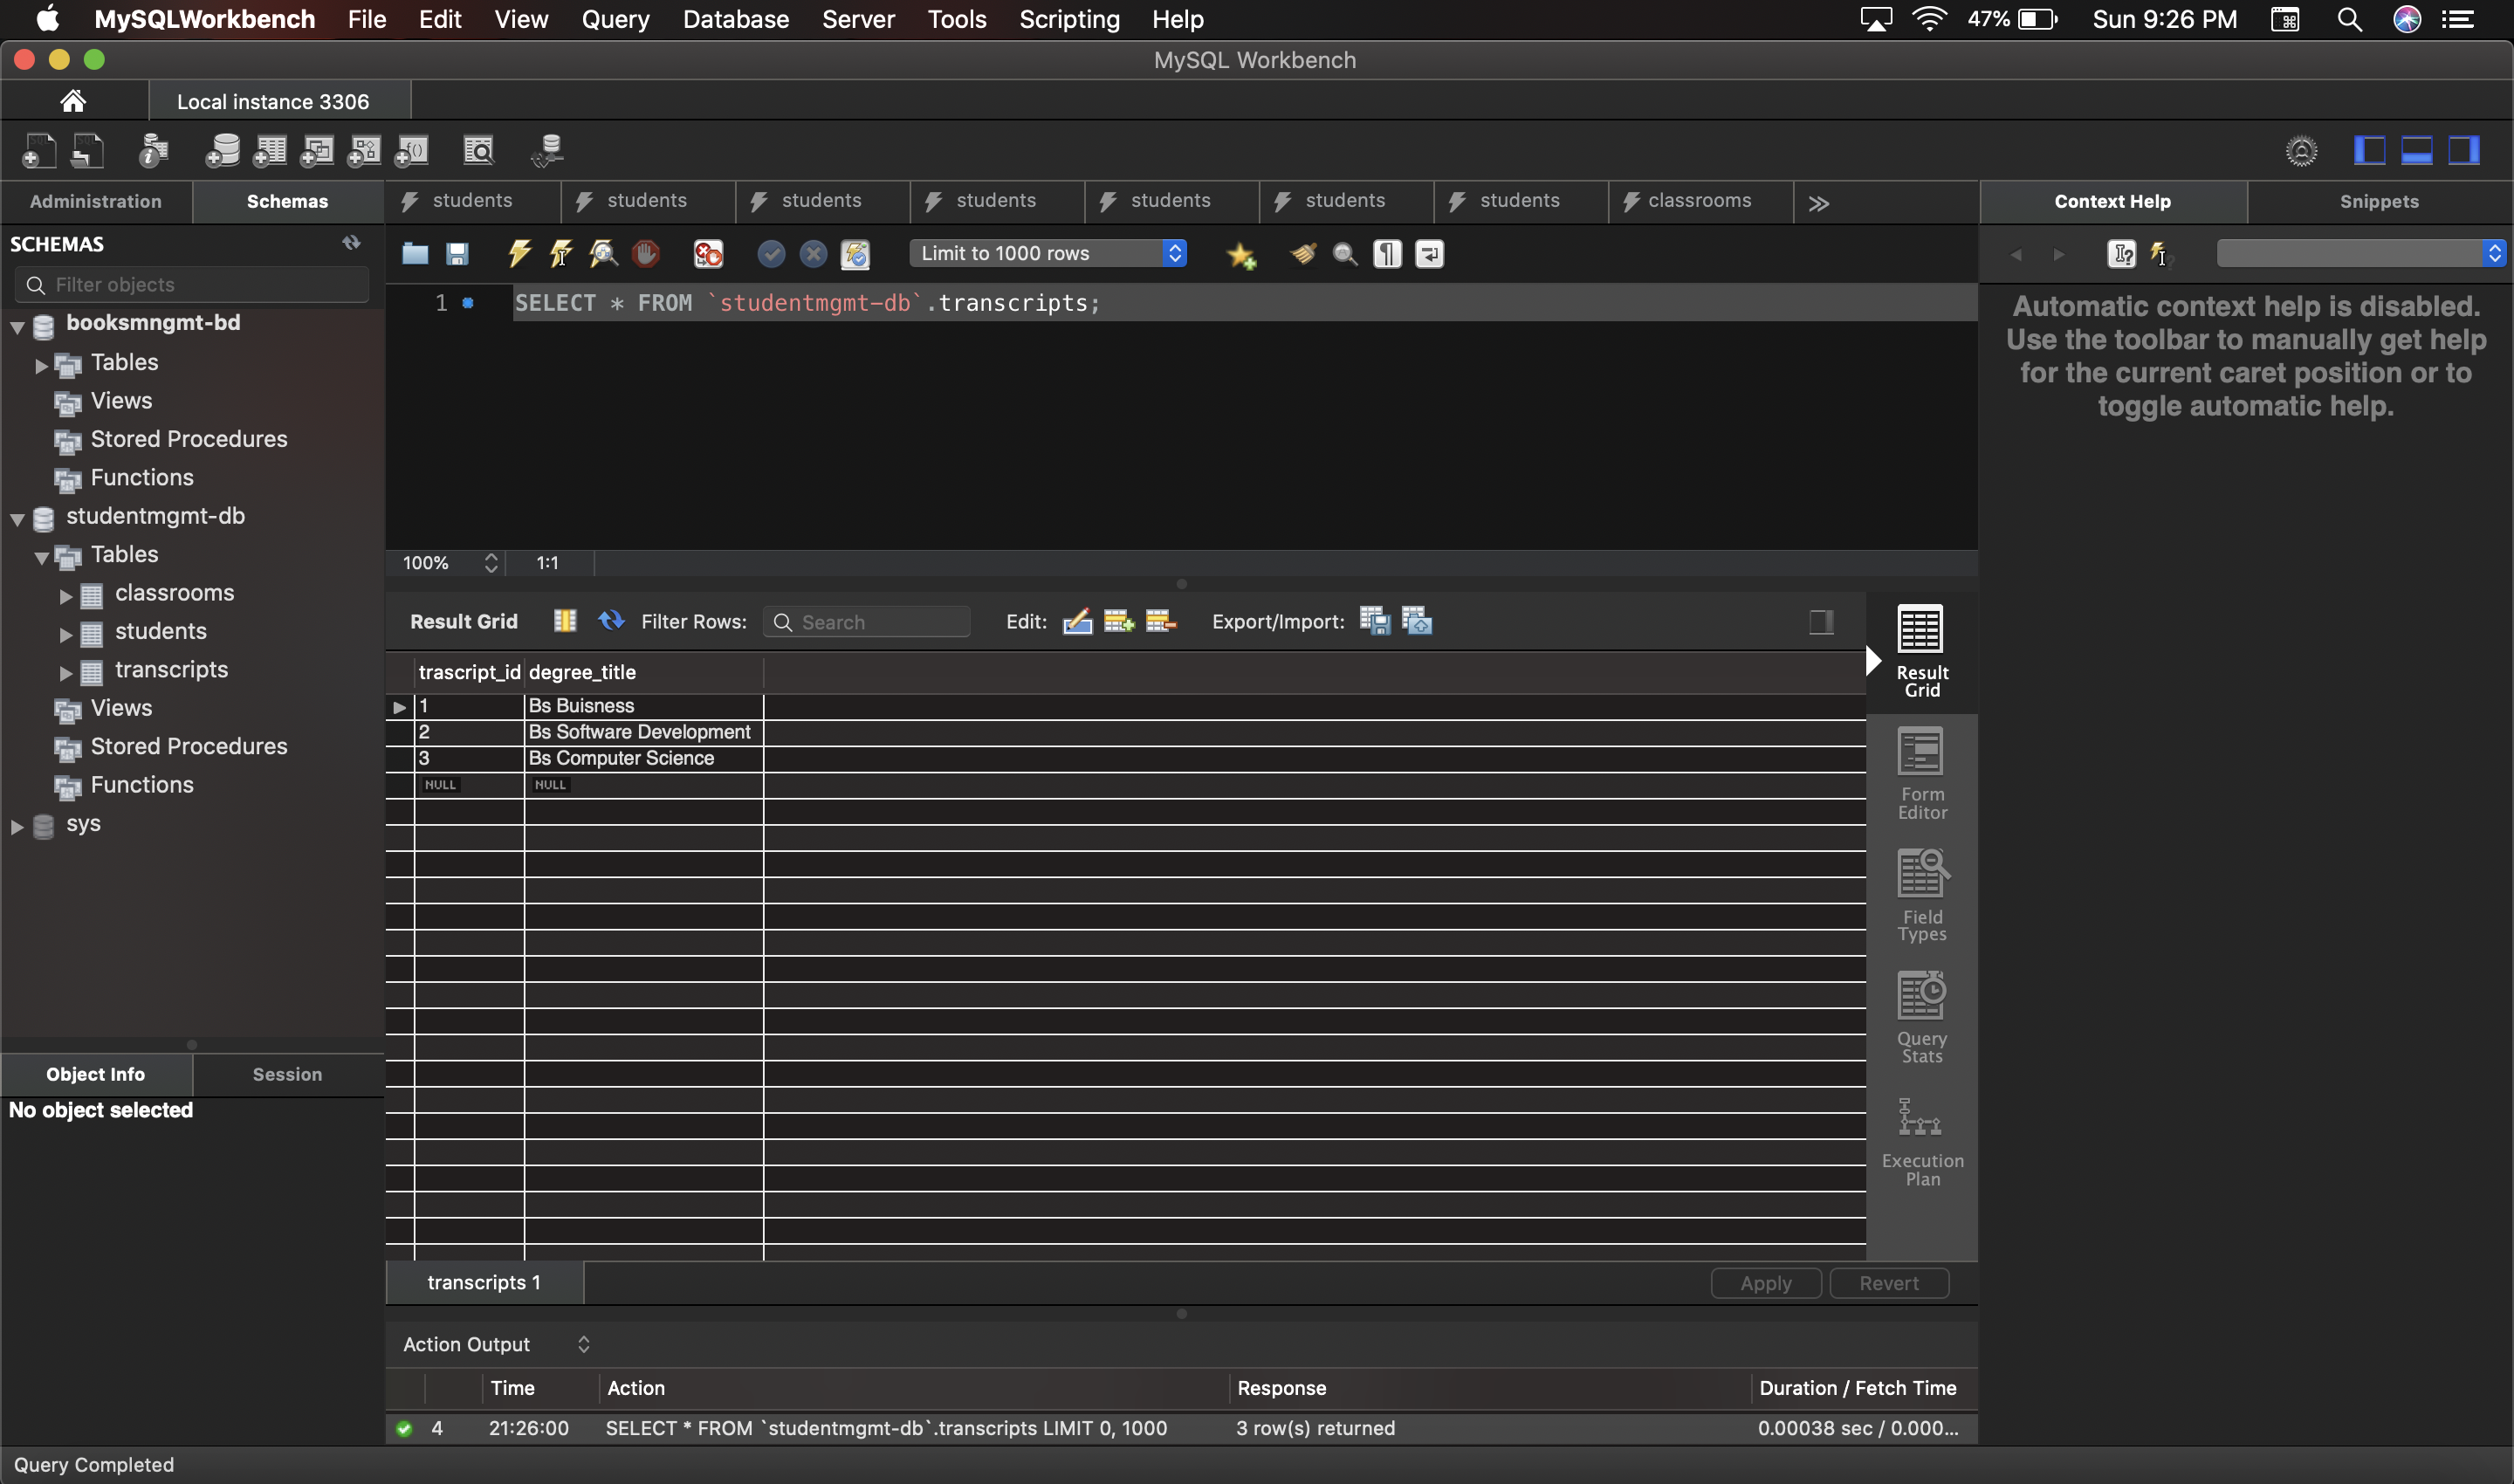 MySQLWorkbench File Edit View Query Database Server Tools Scripting Help 47% Sun 9:26 PM
MySQL Workbench
Local instance 3306
Administration Schemas students students students students students students students classrooms Context Help Snippets
SCHEMAS
Limit to 1000 rows
Filter objects
1 SELECT * FROM `studentmgmt-db`.transcripts;
Automatic context help is disabled.
Use the toolbar to manually get help
for the current caret position or to
toggle automatic help.
booksmngmt-bd
Tables
Views
Stored Procedures
Functions
studentmgmt-db
Tables
classrooms
students
transcripts
Views
Stored Procedures
Functions
sys
100% 1:1
Result Grid Filter Rows: Search Edit: Export/Import:
trascript_id degree_title
1 Bs Buisness
2 Bs Software Development
3 Bs Computer Science
NULL NULL
Result
Grid
Form
Editor
Field
Types
Query
Stats
Execution
Plan
Object Info Session
No object selected
transcripts 1 Apply Revert
Action Output
Time Action Response Duration / Fetch Time
4 21:26:00 SELECT * FROM `studentmgmt-db`.transcripts LIMIT 0, 1000 3 row(s) returned 0.00038 sec / 0.000...
Query Completed